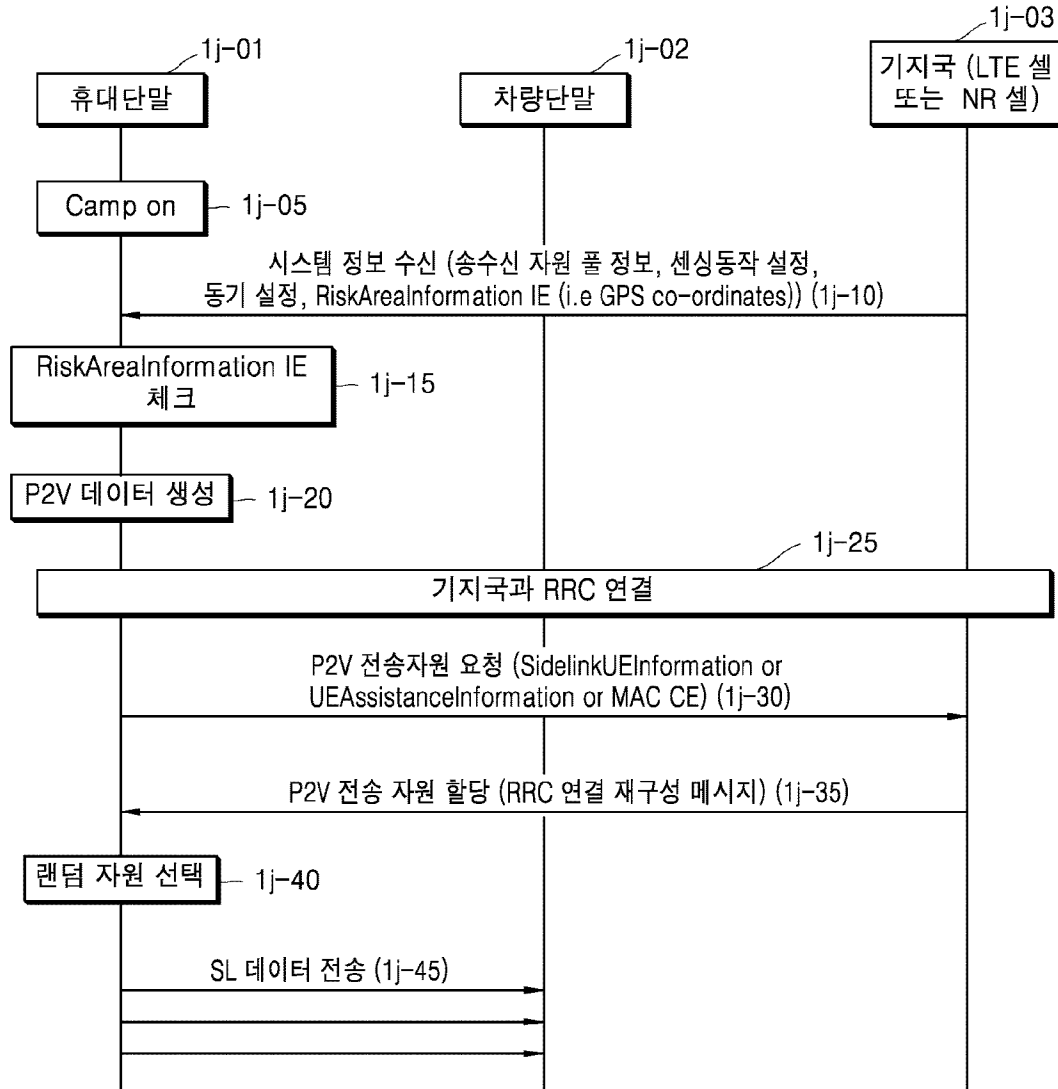 1j-01
1j-02
1j-03
휴대단말
차량단말
기지국 (LTE 셀
또는 NR 셀)
Camp on
1j-05
시스템 정보 수신 (송수신 자원 풀 정보, 센싱동작 설정,
동기 설정, RiskAreaInformation IE (i.e GPS co-ordinates)) (1j-10)
RiskAreaInformation IE
체크
1j-15
P2V 데이터 생성
1j-20
1j-25
기지국과 RRC 연결
P2V 전송자원 요청 (SidelinkUEInformation or
UEAssistanceInformation or MAC CE) (1j-30)
P2V 전송 자원 할당 (RRC 연결 재구성 메시지) (1j-35)
랜덤 자원 선택
1j-40
SL 데이터 전송 (1j-45)